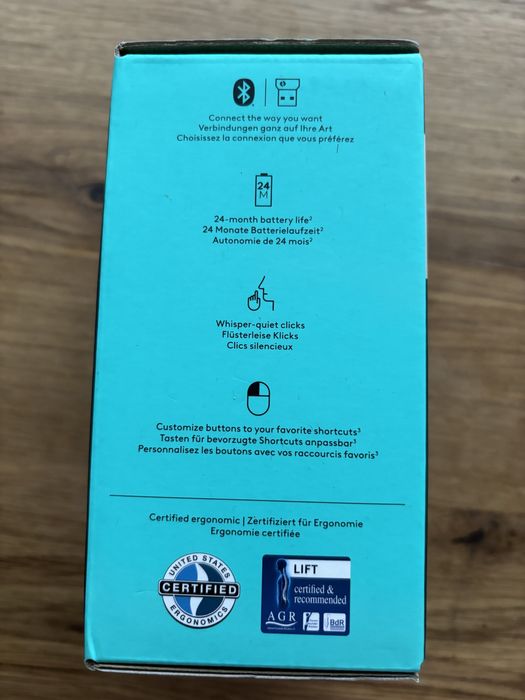 Connect the way you want
Verbindungen ganz auf Ihre Art
Choisissez la connexion que vous préférez
24
M
24-month battery life²
24 Monate Batterielaufzeit²
Autonomie de 24 mois²
Whisper-quiet clicks
Flüsterleise Klicks
Clics silencieux
Customize buttons to your favorite shortcuts³
Tasten für bevorzugte Shortcuts anpassbar³
Personnalisez les boutons avec vos raccourcis favoris³
Certified ergonomic | Zertifiziert für Ergonomie
Ergonomie certifiée
UNITED STATES
CERTIFIED
ERGONOMICS
LIFT
certified &
recommended
AGR
BdR